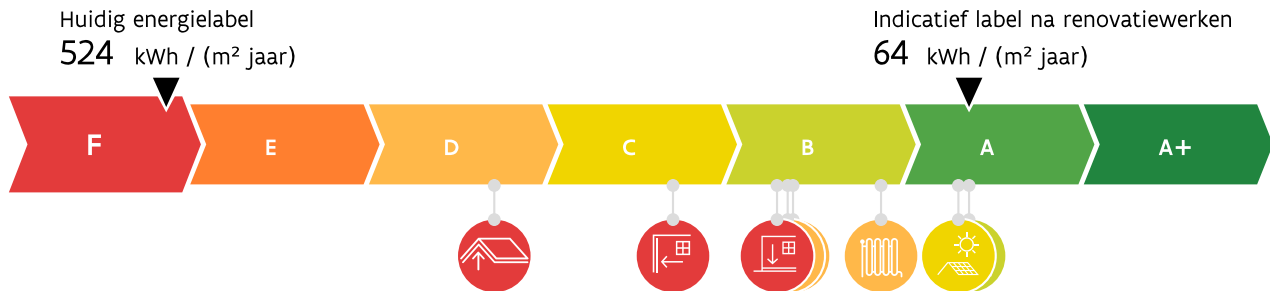 Huidig energielabel
524 kWh / (m² jaar)
Indicatief label na renovatiewerken
64 kWh / (m² jaar)
F E D C B A A+